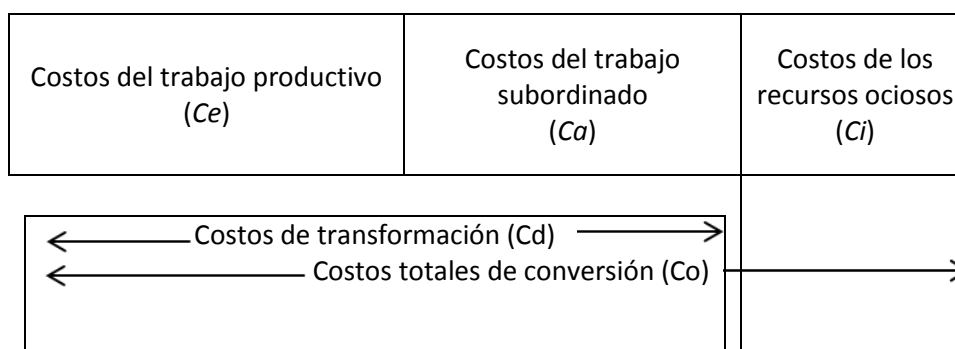 Costos del trabajo productivo
(Ce)
Costos del trabajo
subordinado
(Ca)
Costos de los
recursos ociosos
(Ci)
Costos de transformación (Cd)
Costos totales de conversión (Co)